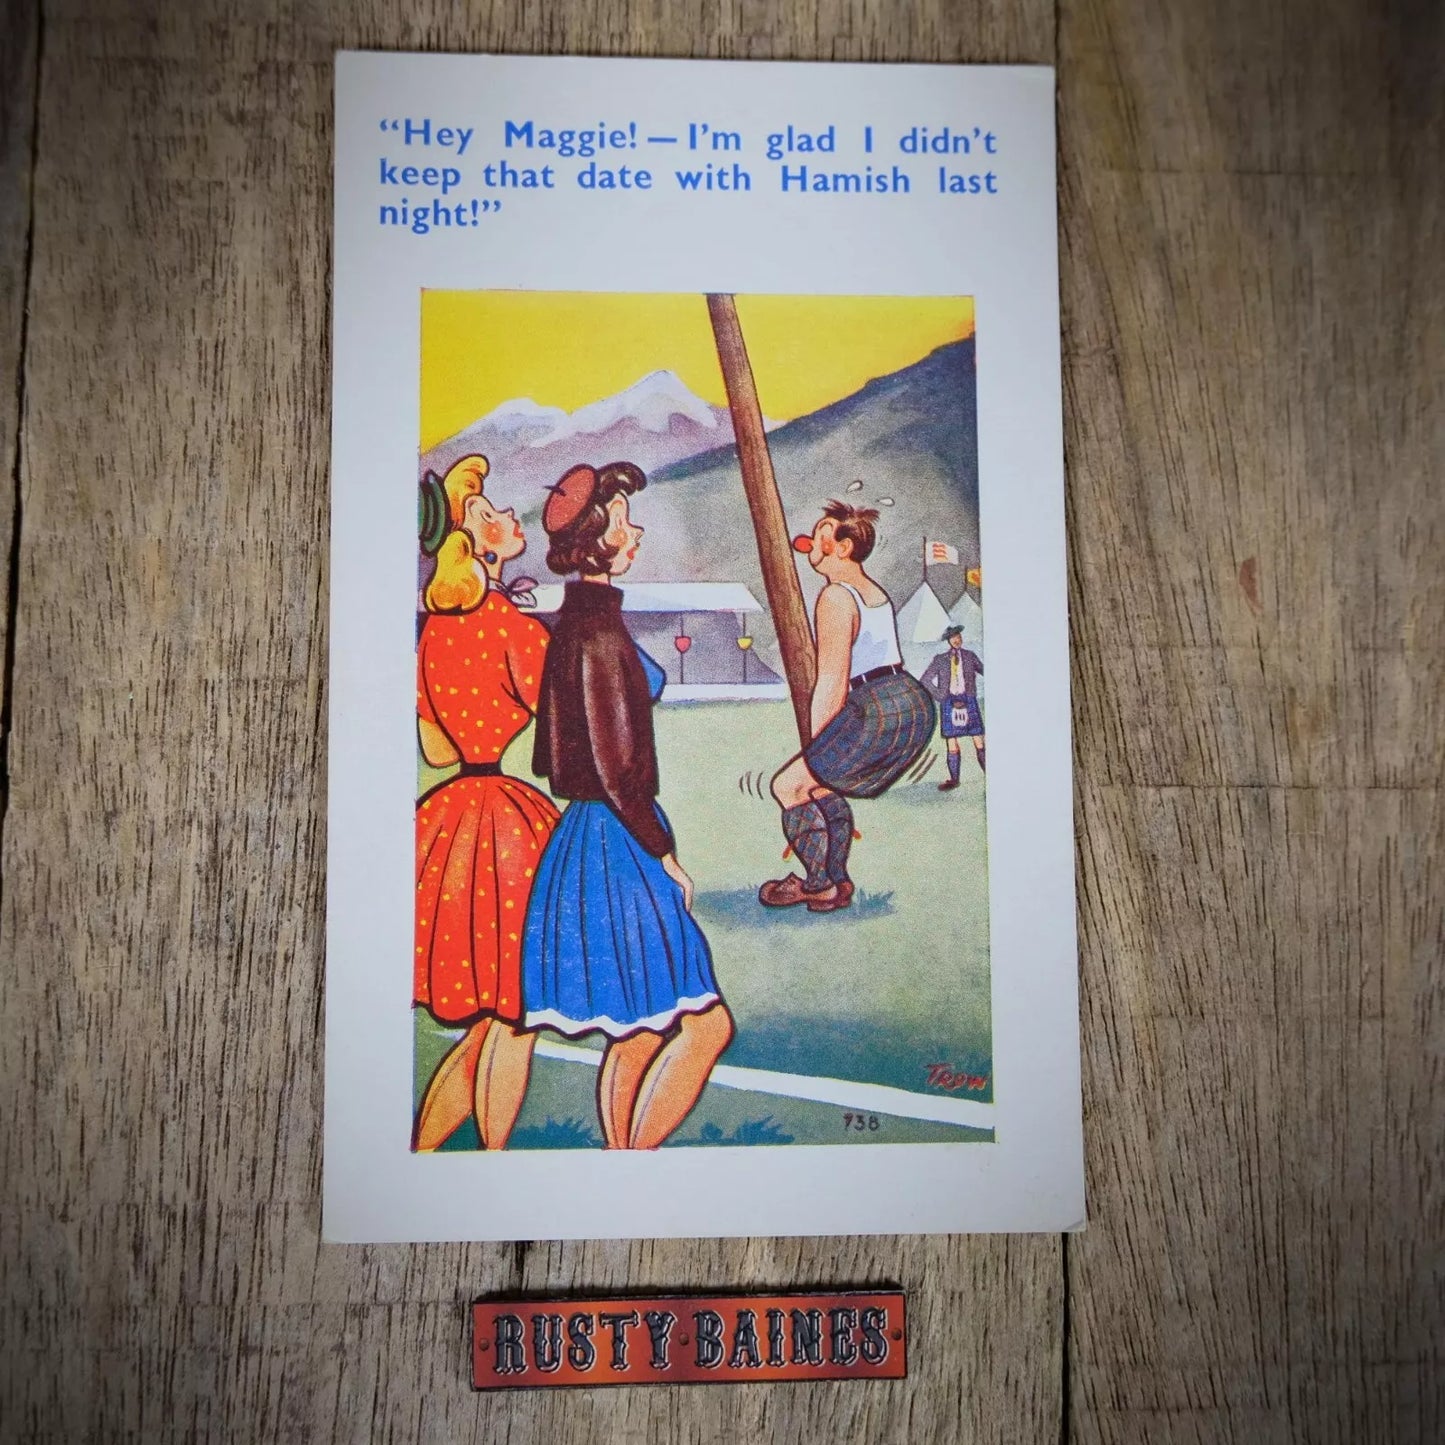 “Hey Maggie! — I’m glad I didn’t
keep that date with Hamish last
night!”
TROW
738
RUSTY·BAINES